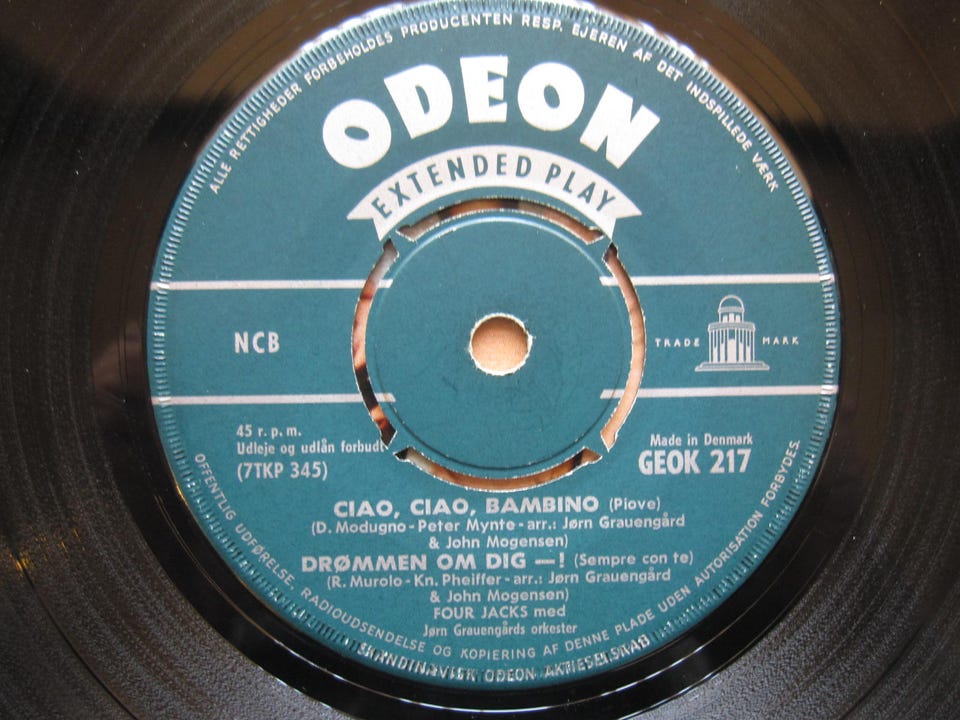 ALLE RETTIGHEDER FORBEHOLDES PRODUCENTEN RESP. EJEREN AF DET INDSPILLEDE VÆRK
ODEON
EXTENDED PLAY
NCB
TRADE MARK
45 r. p. m.
Udleje og udlån forbudt
(7TKP 345)
Made in Denmark
GEOK 217
CIAO, CIAO, BAMBINO (Piove)
(D. Modugno - Peter Mynte - arr.: Jørn Grauengård
& John Mogensen)
DRØMMEN OM DIG —! (Sempre con te)
(R. Murolo - Kn. Pheiffer - arr.: Jørn Grauengård
& John Mogensen)
FOUR JACKS med
Jørn Grauengårds orkester
OFFENTLIG UDFØRELSE, RADIOUDSENDELSE OG KOPIERING AF DENNE PLADE UDEN AUTORISATION FORBYDES.
SKANDINAVISK ODEON AKTIESELSKAB